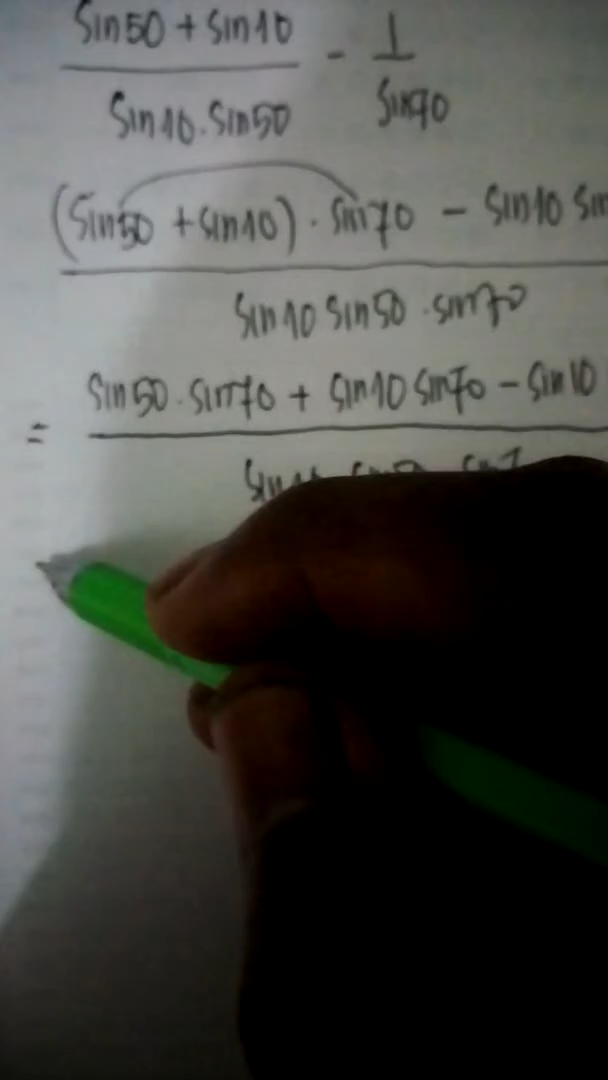 sin50 + sin10
- 1
sin10.sin50 sin70
(sin50 + sin10) . sin70 - sin10
sin10 sin50 . sin70
= sin50 . sin70 + sin10 sin70 - sin10